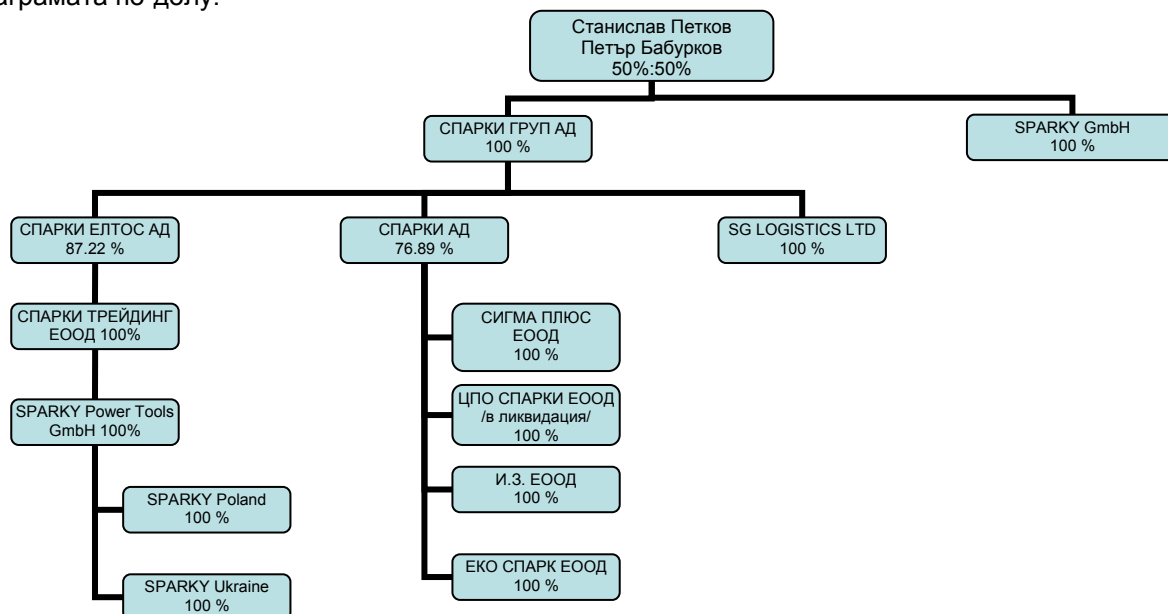 аграмата по-долу.
Станислав Петков
Петър Бабурков
50%:50%
СПАРКИ ГРУП АД
100 %
SPARKY GmbH
100 %
СПАРКИ ЕЛТОС АД
87.22 %
СПАРКИ АД
76.89 %
SG LOGISTICS LTD
100 %
СПАРКИ ТРЕЙДИНГ
ЕООД 100%
SPARKY Power Tools
GmbH 100%
SPARKY Poland
100 %
SPARKY Ukraine
100 %
СИГМА ПЛЮС
ЕООД
100 %
ЦПО СПАРКИ ЕООД
/в ликвидация/
100 %
И.З. ЕООД
100 %
ЕКО СПАРК ЕООД
100 %